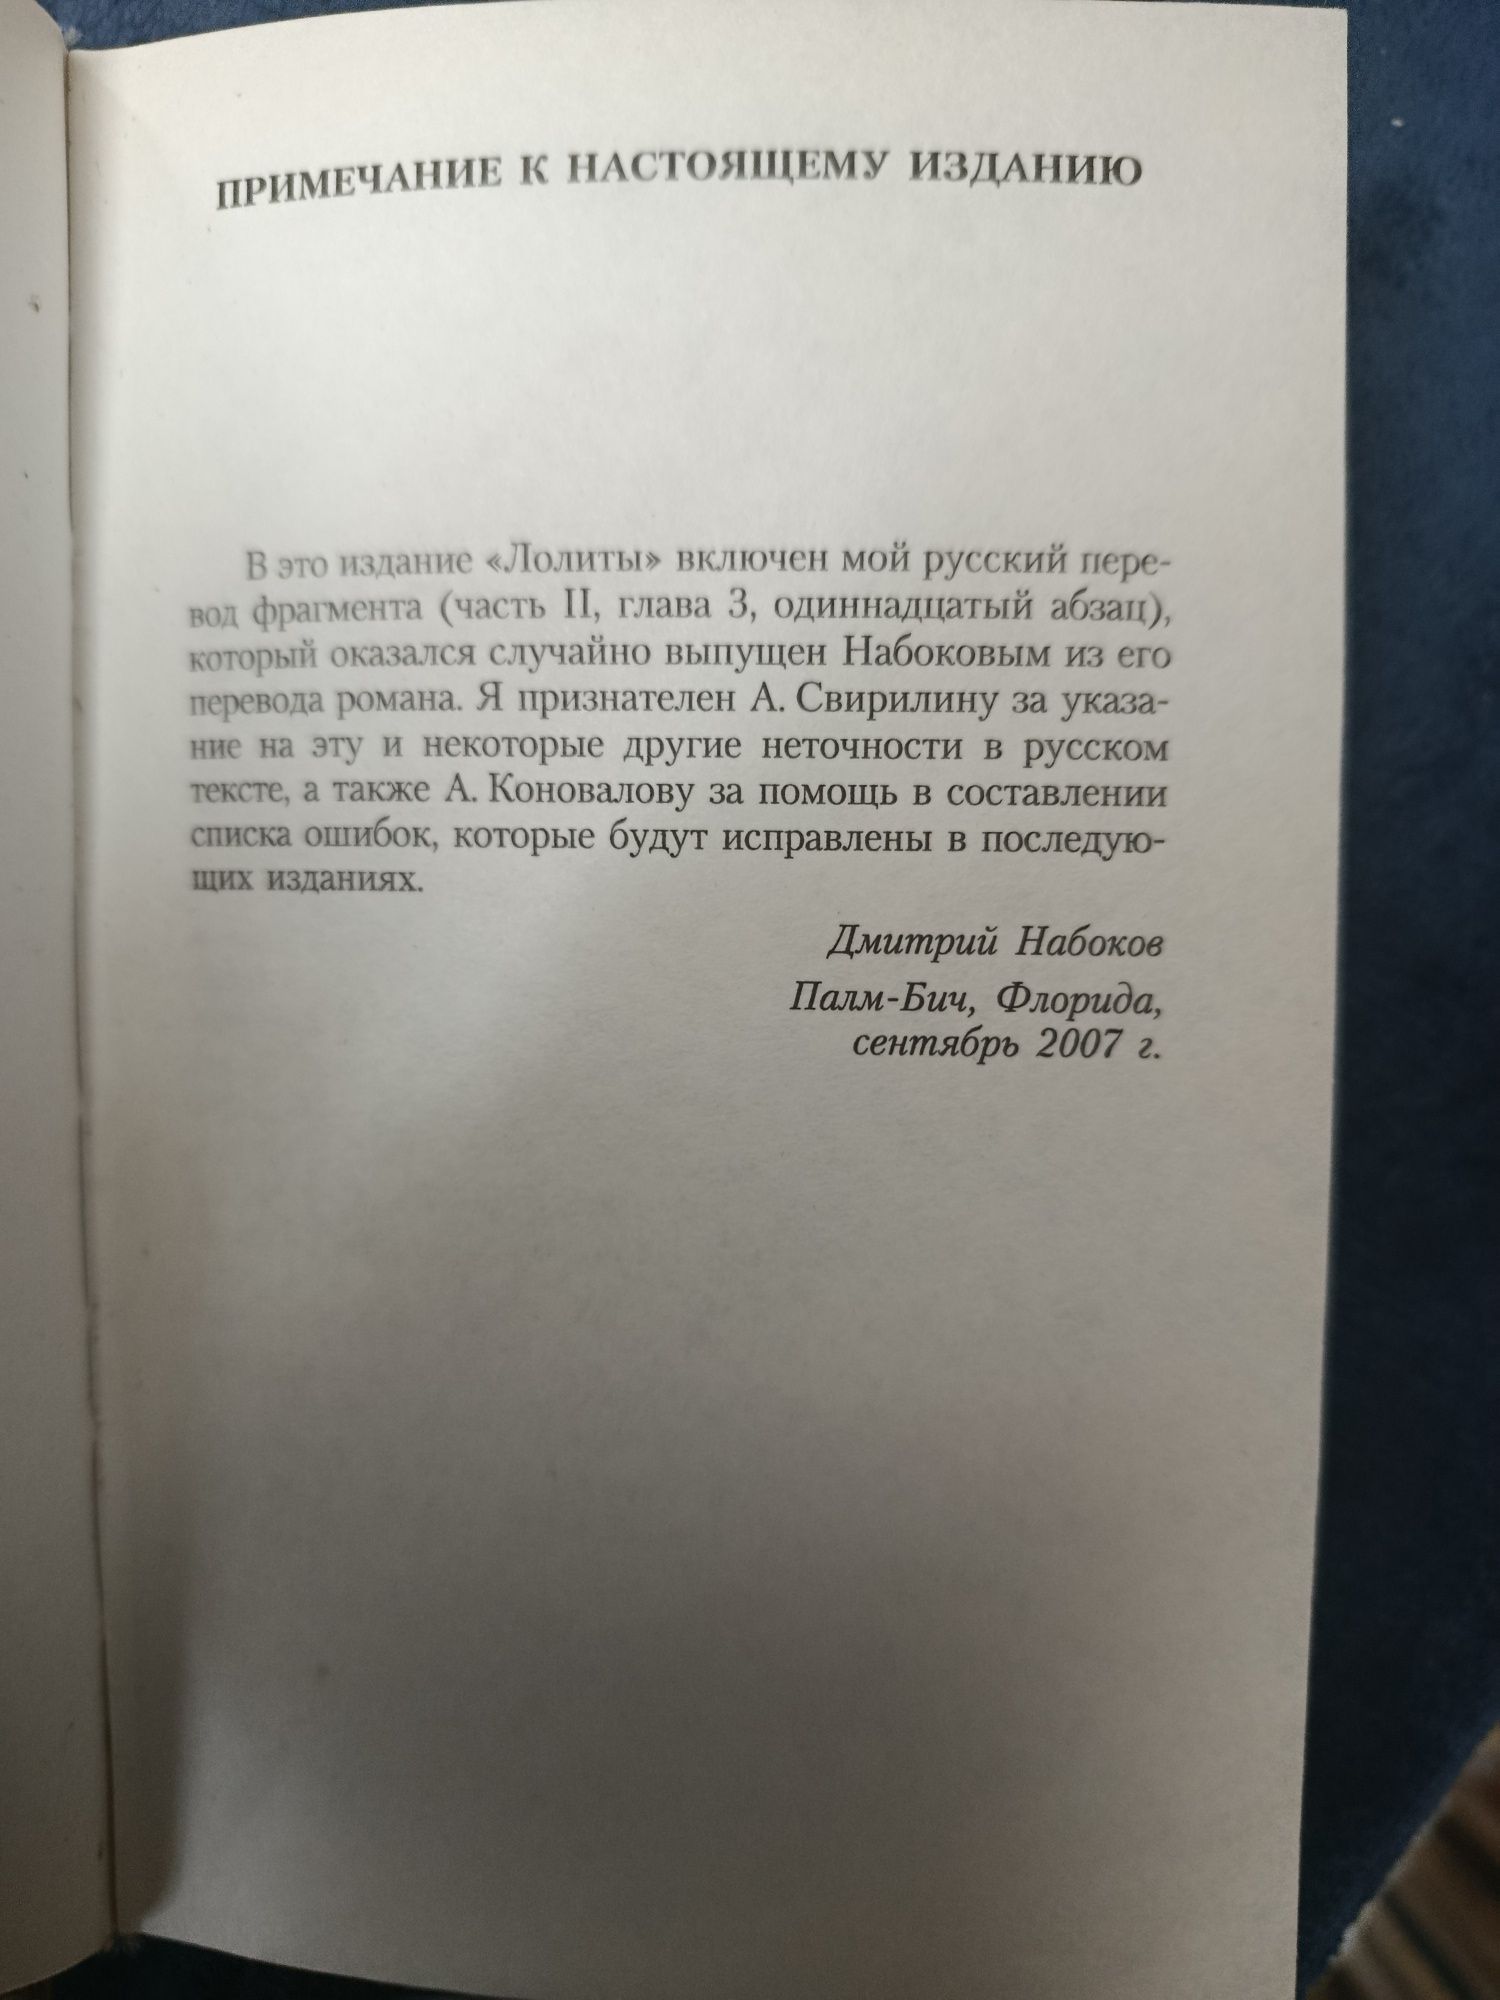 ПРИМЕЧАНИЕ К НАСТОЯЩЕМУ ИЗДАНИЮ
В это издание «Лолиты» включен мой русский пере-
вод фрагмента (часть II, глава 3, одиннадцатый абзац),
который оказался случайно выпущен Набоковым из его
перевода романа. Я признателен А. Свирилину за указа-
ние на эту и некоторые другие неточности в русском
тексте, а также А. Коновалову за помощь в составлении
списка ошибок, которые будут исправлены в последую-
щих изданиях.
Дмитрий Набоков
Палм-Бич, Флорида,
сентябрь 2007 г.